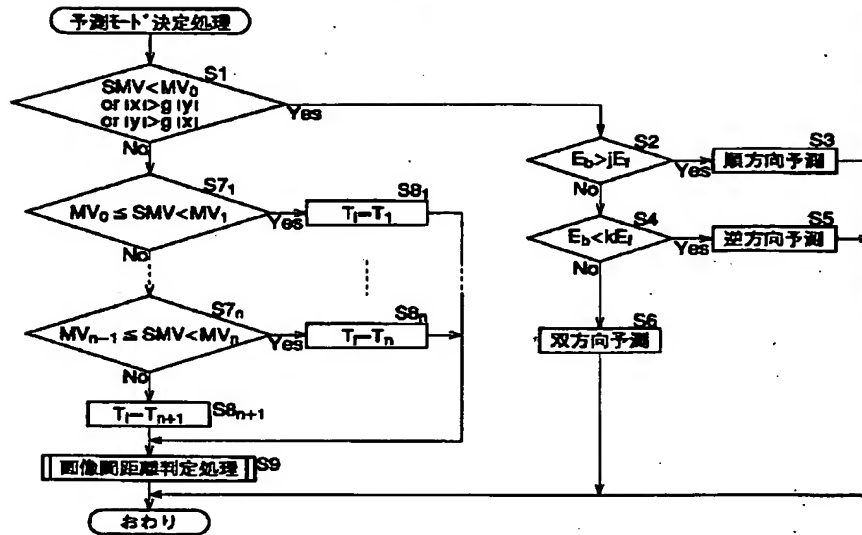 予測モード決定処理
S1
SMV<MV0
or |x|>g |y|
or |y|>g |x|
Yes
No
S2
Eb>jEf
Yes
No
S3
順方向予測
S4
Eb<kEf
Yes
No
S5
逆方向予測
S6
双方向予測
S71
MV0 ≤ SMV<MV1
Yes
No
S81
Ti=T1
S7n
MVn-1 ≤ SMV<MVn
Yes
No
S8n
Ti=Tn
S8n+1
Ti=Tn+1
S9
画像間距離判定処理
おわり